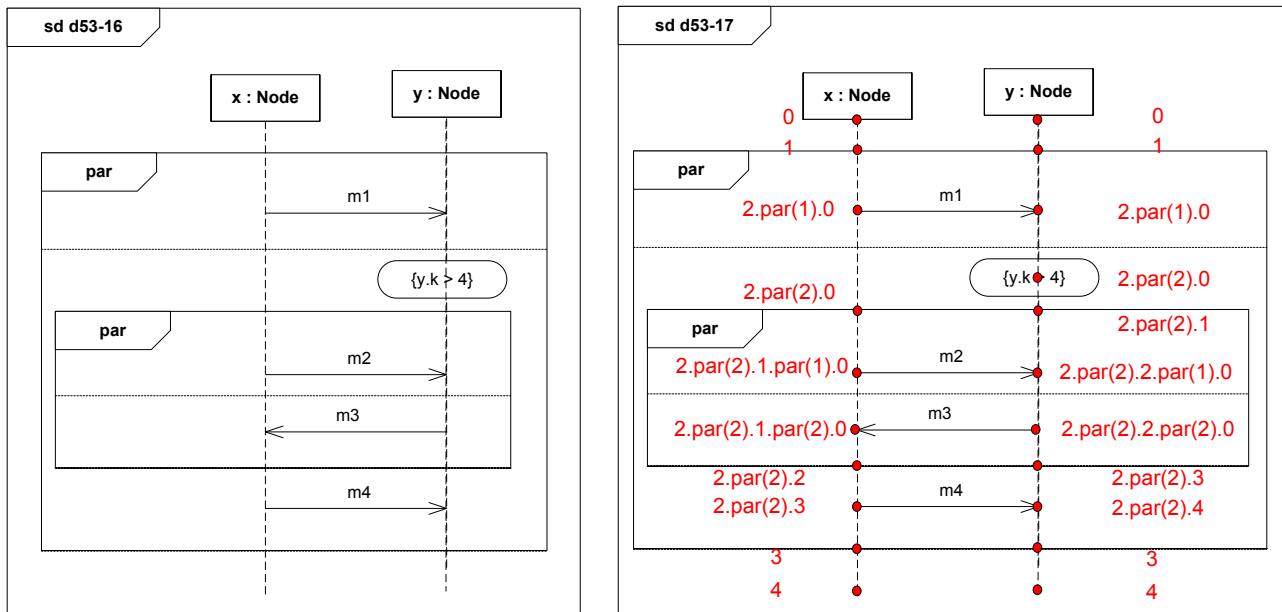 sd d53-16
x : Node
y : Node
par
m1
{y.k > 4}
par
m2
m3
m4
sd d53-17
x : Node
y : Node
0
0
1
1
par
m1
2.par(1).0
2.par(1).0
{y.k > 4}
2.par(2).0
2.par(2).0
2.par(2).1
par
m2
2.par(2).1.par(1).0
2.par(2).2.par(1).0
m3
2.par(2).1.par(2).0
2.par(2).2.par(2).0
2.par(2).2
2.par(2).3
m4
2.par(2).3
2.par(2).4
3
3
4
4